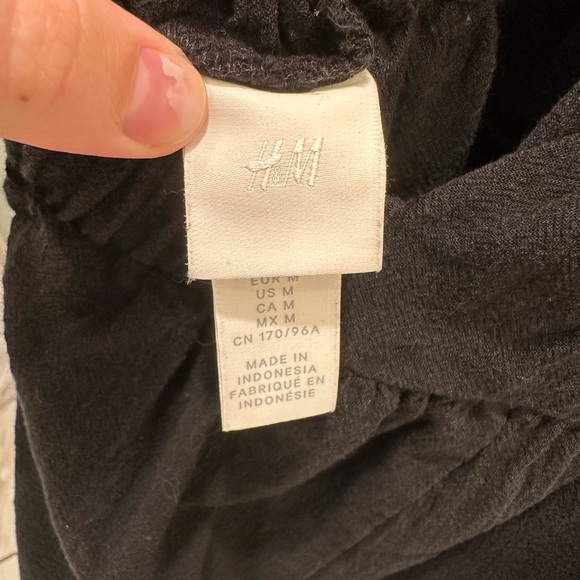 H&M
EUR M
US M
CA M
MX M
CN 170/96A
MADE IN
INDONESIA
FABRIQUÉ EN
INDONÉSIE